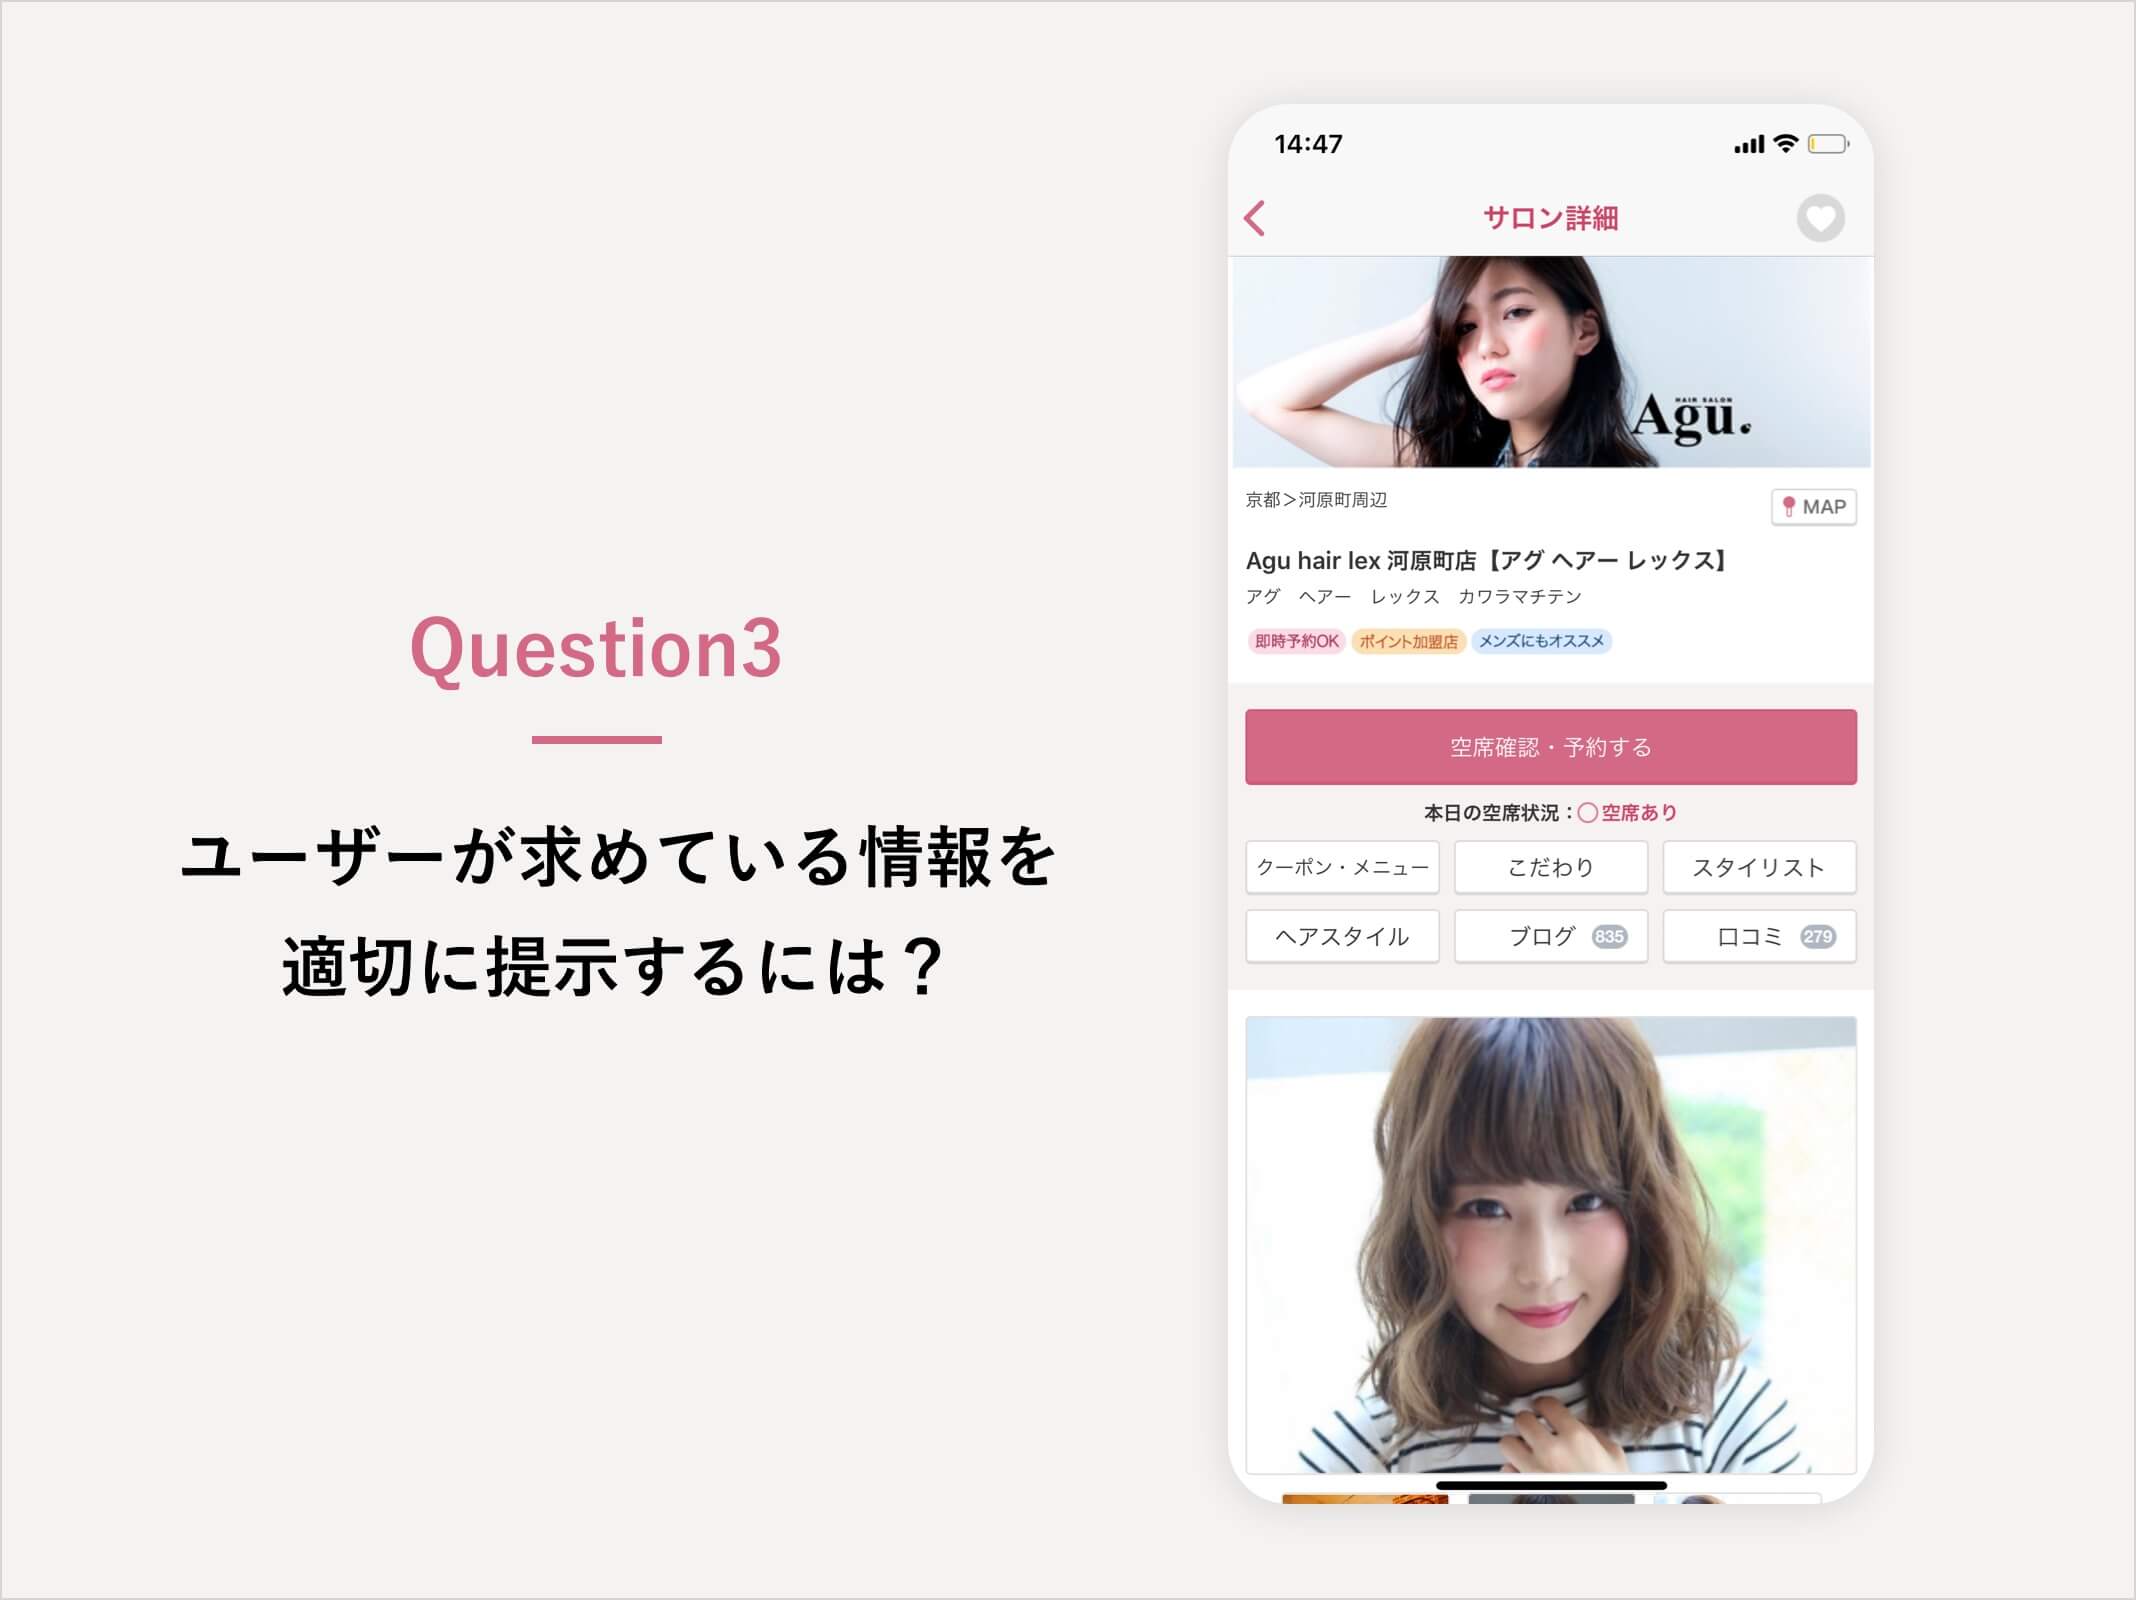 Question3
ユーザーが求めている情報を
適切に提示するには？
14:47
サロン詳細
HAIR SALON
Agu.
京都＞河原町周辺
MAP
Agu hair lex 河原町店【アグ ヘアー レックス】
アグ　ヘアー　レックス　カワラマチテン
即時予約OK ポイント加盟店 メンズにもオススメ
空席確認・予約する
本日の空席状況：◯空席あり
クーポン・メニュー こだわり スタイリスト
ヘアスタイル ブログ 835 口コミ 279